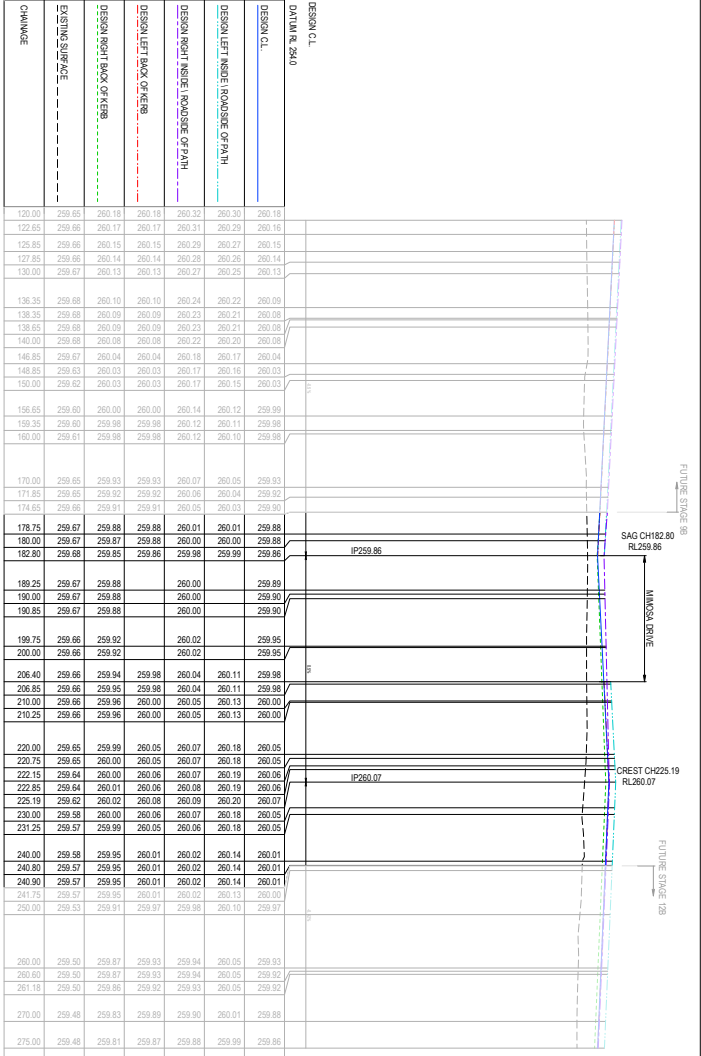 DESIGN C.L.
DATUM RL 254.0
DESIGN C.L.
DESIGN LEFT INSIDE \ ROADSIDE OF PATH
DESIGN RIGHT INSIDE \ ROADSIDE OF PATH
DESIGN LEFT BACK OF KERB
DESIGN RIGHT BACK OF KERB
EXISTING SURFACE
CHAINAGE
120.00 259.65 260.18 260.18 260.32 260.30 260.18
122.65 259.66 260.17 260.17 260.31 260.29 260.16
125.85 259.66 260.15 260.15 260.29 260.27 260.15
127.85 259.66 260.14 260.14 260.28 260.26 260.14
130.00 259.67 260.13 260.13 260.27 260.25 260.13
136.35 259.68 260.10 260.10 260.24 260.22 260.09
138.35 259.68 260.09 260.09 260.23 260.21 260.08
138.65 259.68 260.09 260.09 260.23 260.21 260.08
140.00 259.68 260.08 260.08 260.22 260.20 260.08
146.85 259.67 260.04 260.04 260.18 260.17 260.04
148.85 259.63 260.03 260.03 260.17 260.16 260.03
150.00 259.62 260.03 260.03 260.17 260.15 260.03
156.65 259.60 260.00 260.00 260.14 260.12 259.99
159.35 259.60 259.98 259.98 260.12 260.11 259.98
160.00 259.61 259.98 259.98 260.12 260.10 259.98
170.00 259.65 259.93 259.93 260.07 260.05 259.93
171.85 259.65 259.92 259.92 260.06 260.04 259.92
174.65 259.66 259.91 259.91 260.05 260.03 259.90
178.75 259.67 259.88 259.88 260.01 260.01 259.88
180.00 259.67 259.87 259.88 260.00 260.00 259.88
182.80 259.68 259.85 259.86 259.98 259.99 259.86
189.25 259.67 259.88 260.00 259.89
190.00 259.67 259.88 260.00 259.90
190.85 259.67 259.88 260.00 259.90
199.75 259.66 259.92 260.02 259.95
200.00 259.66 259.92 260.02 259.95
206.40 259.66 259.94 259.98 260.04 260.11 259.98
206.85 259.66 259.95 259.98 260.04 260.11 259.98
210.00 259.66 259.96 260.00 260.05 260.13 260.00
210.25 259.66 259.96 260.00 260.05 260.13 260.00
220.00 259.65 259.99 260.05 260.07 260.18 260.05
220.75 259.65 260.00 260.05 260.07 260.18 260.05
222.15 259.64 260.00 260.06 260.07 260.19 260.06
222.85 259.64 260.01 260.06 260.08 260.19 260.06
225.19 259.62 260.02 260.08 260.09 260.20 260.07
230.00 259.58 260.00 260.06 260.07 260.18 260.05
231.25 259.57 259.99 260.05 260.06 260.18 260.05
240.00 259.58 259.95 260.01 260.02 260.14 260.01
240.80 259.57 259.95 260.01 260.02 260.14 260.01
240.90 259.57 259.95 260.01 260.02 260.14 260.01
241.75 259.57 259.95 260.01 260.02 260.13 260.00
250.00 259.53 259.91 259.97 259.98 260.10 259.97
260.00 259.50 259.87 259.93 259.94 260.05 259.93
260.60 259.50 259.87 259.93 259.94 260.05 259.92
261.18 259.50 259.86 259.92 259.93 260.05 259.92
270.00 259.48 259.83 259.89 259.90 260.01 259.88
275.00 259.48 259.81 259.87 259.88 259.99 259.86
FUTURE STAGE 9B
SAG CH182.80
RL259.86
IP259.86
MIMOSA DRIVE
CREST CH225.19
RL260.07
IP260.07
FUTURE STAGE 12B